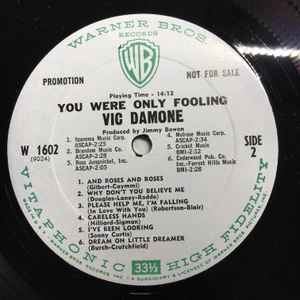 WARNER BROS
RECORDS
WB
PROMOTION
NOT FOR SALE
Playing Time - 14:12
YOU WERE ONLY FOOLING
VIC DAMONE
Produced by Jimmy Bowen
W 1602
(9024)
SIDE
2
1- Ipanema Music Corp.
ASCAP-2:25
2- Brandom Music Co.
ASCAP-2:28
3- Ross Jungnickel, Inc.
ASCAP-2:05
4- Melrose Music Corp.
ASCAP-2:34
5- Cricket Music
BMI-2:12
6- Cedarwood Pub. Co.
Inc.-Forrest Hills Music
BMI-2:28
1. AND ROSES AND ROSES
(Gilbert-Caymmi)
2. WHY DON'T YOU BELIEVE ME
(Douglas-Laney-Rodde)
3. PLEASE HELP ME, I'M FALLING
(In Love With You) (Robertson-Blair)
4. CARELESS HANDS
(Hilliard-Sigman)
5. I'VE BEEN LOOKING
(Sonny Curtis)
6. DREAM ON LITTLE DREAMER
(Burch-Crutchfield)
VITAPHONIC HIGH FIDELITY
33⅓